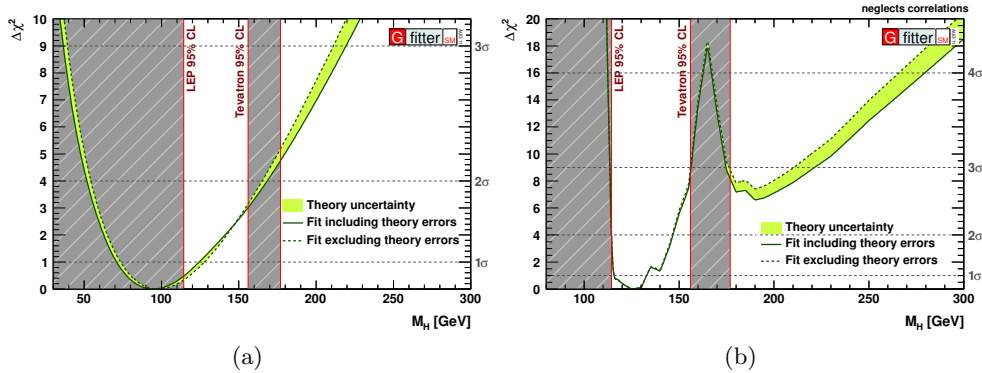 neglects correlations
Δχ²
10
9
8
7
6
5
4
3
2
1
0
LEP 95% CL
Tevatron 95% CL
G fitter SM
3σ
2σ
1σ
Theory uncertainty
Fit including theory errors
Fit excluding theory errors
50
100
150
200
250
300
M_H [GeV]
(a)
Δχ²
20
18
16
14
12
10
8
6
4
2
0
LEP 95% CL
Tevatron 95% CL
G fitter SM
4σ
3σ
2σ
1σ
Theory uncertainty
Fit including theory errors
Fit excluding theory errors
100
150
200
250
300
M_H [GeV]
(b)